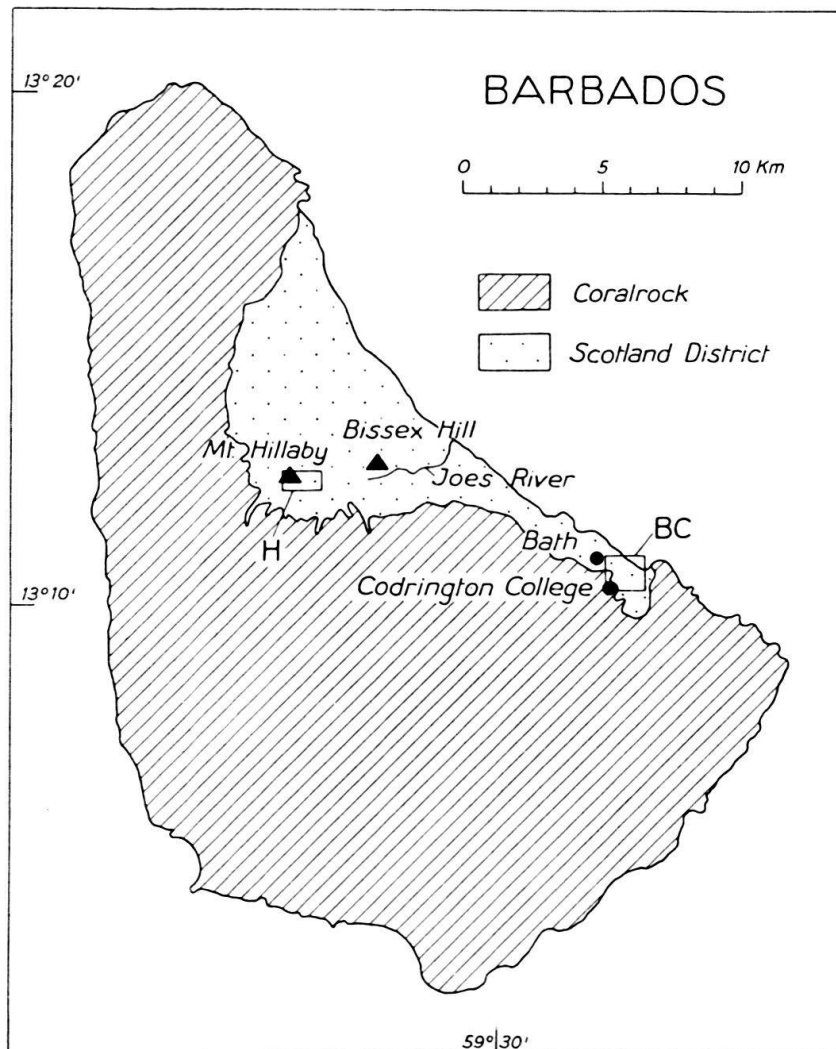 13° 20'
BARBADOS
0 5 10 Km
Coralrock
Scotland District
Bissex Hill
Mt. Hillaby
Joes River
H
Bath
BC
13° 10'
Codrington College
59° 30'